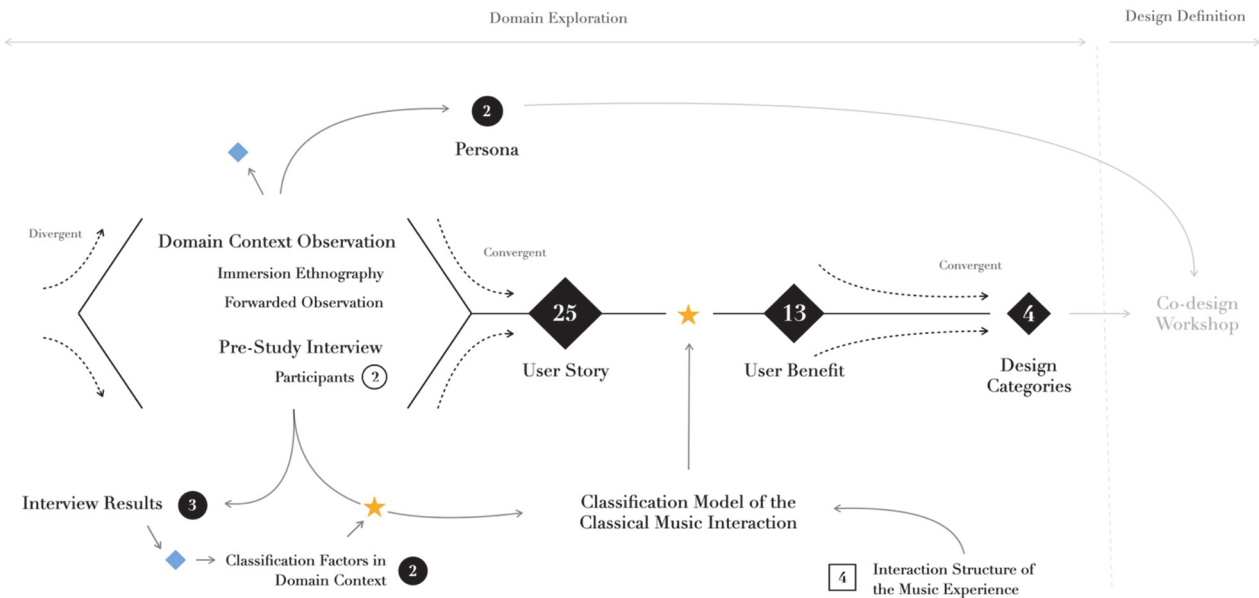 Domain Exploration
Design Definition
2
Persona
Divergent
Domain Context Observation
Immersion Ethnography
Forwarded Observation
Pre-Study Interview
Participants 2
Convergent
25
User Story
13
User Benefit
Convergent
4
Design
Categories
Co-design
Workshop
Interview Results 3
Classification Factors in
Domain Context
2
Classification Model of the
Classical Music Interaction
4
Interaction Structure of
the Music Experience